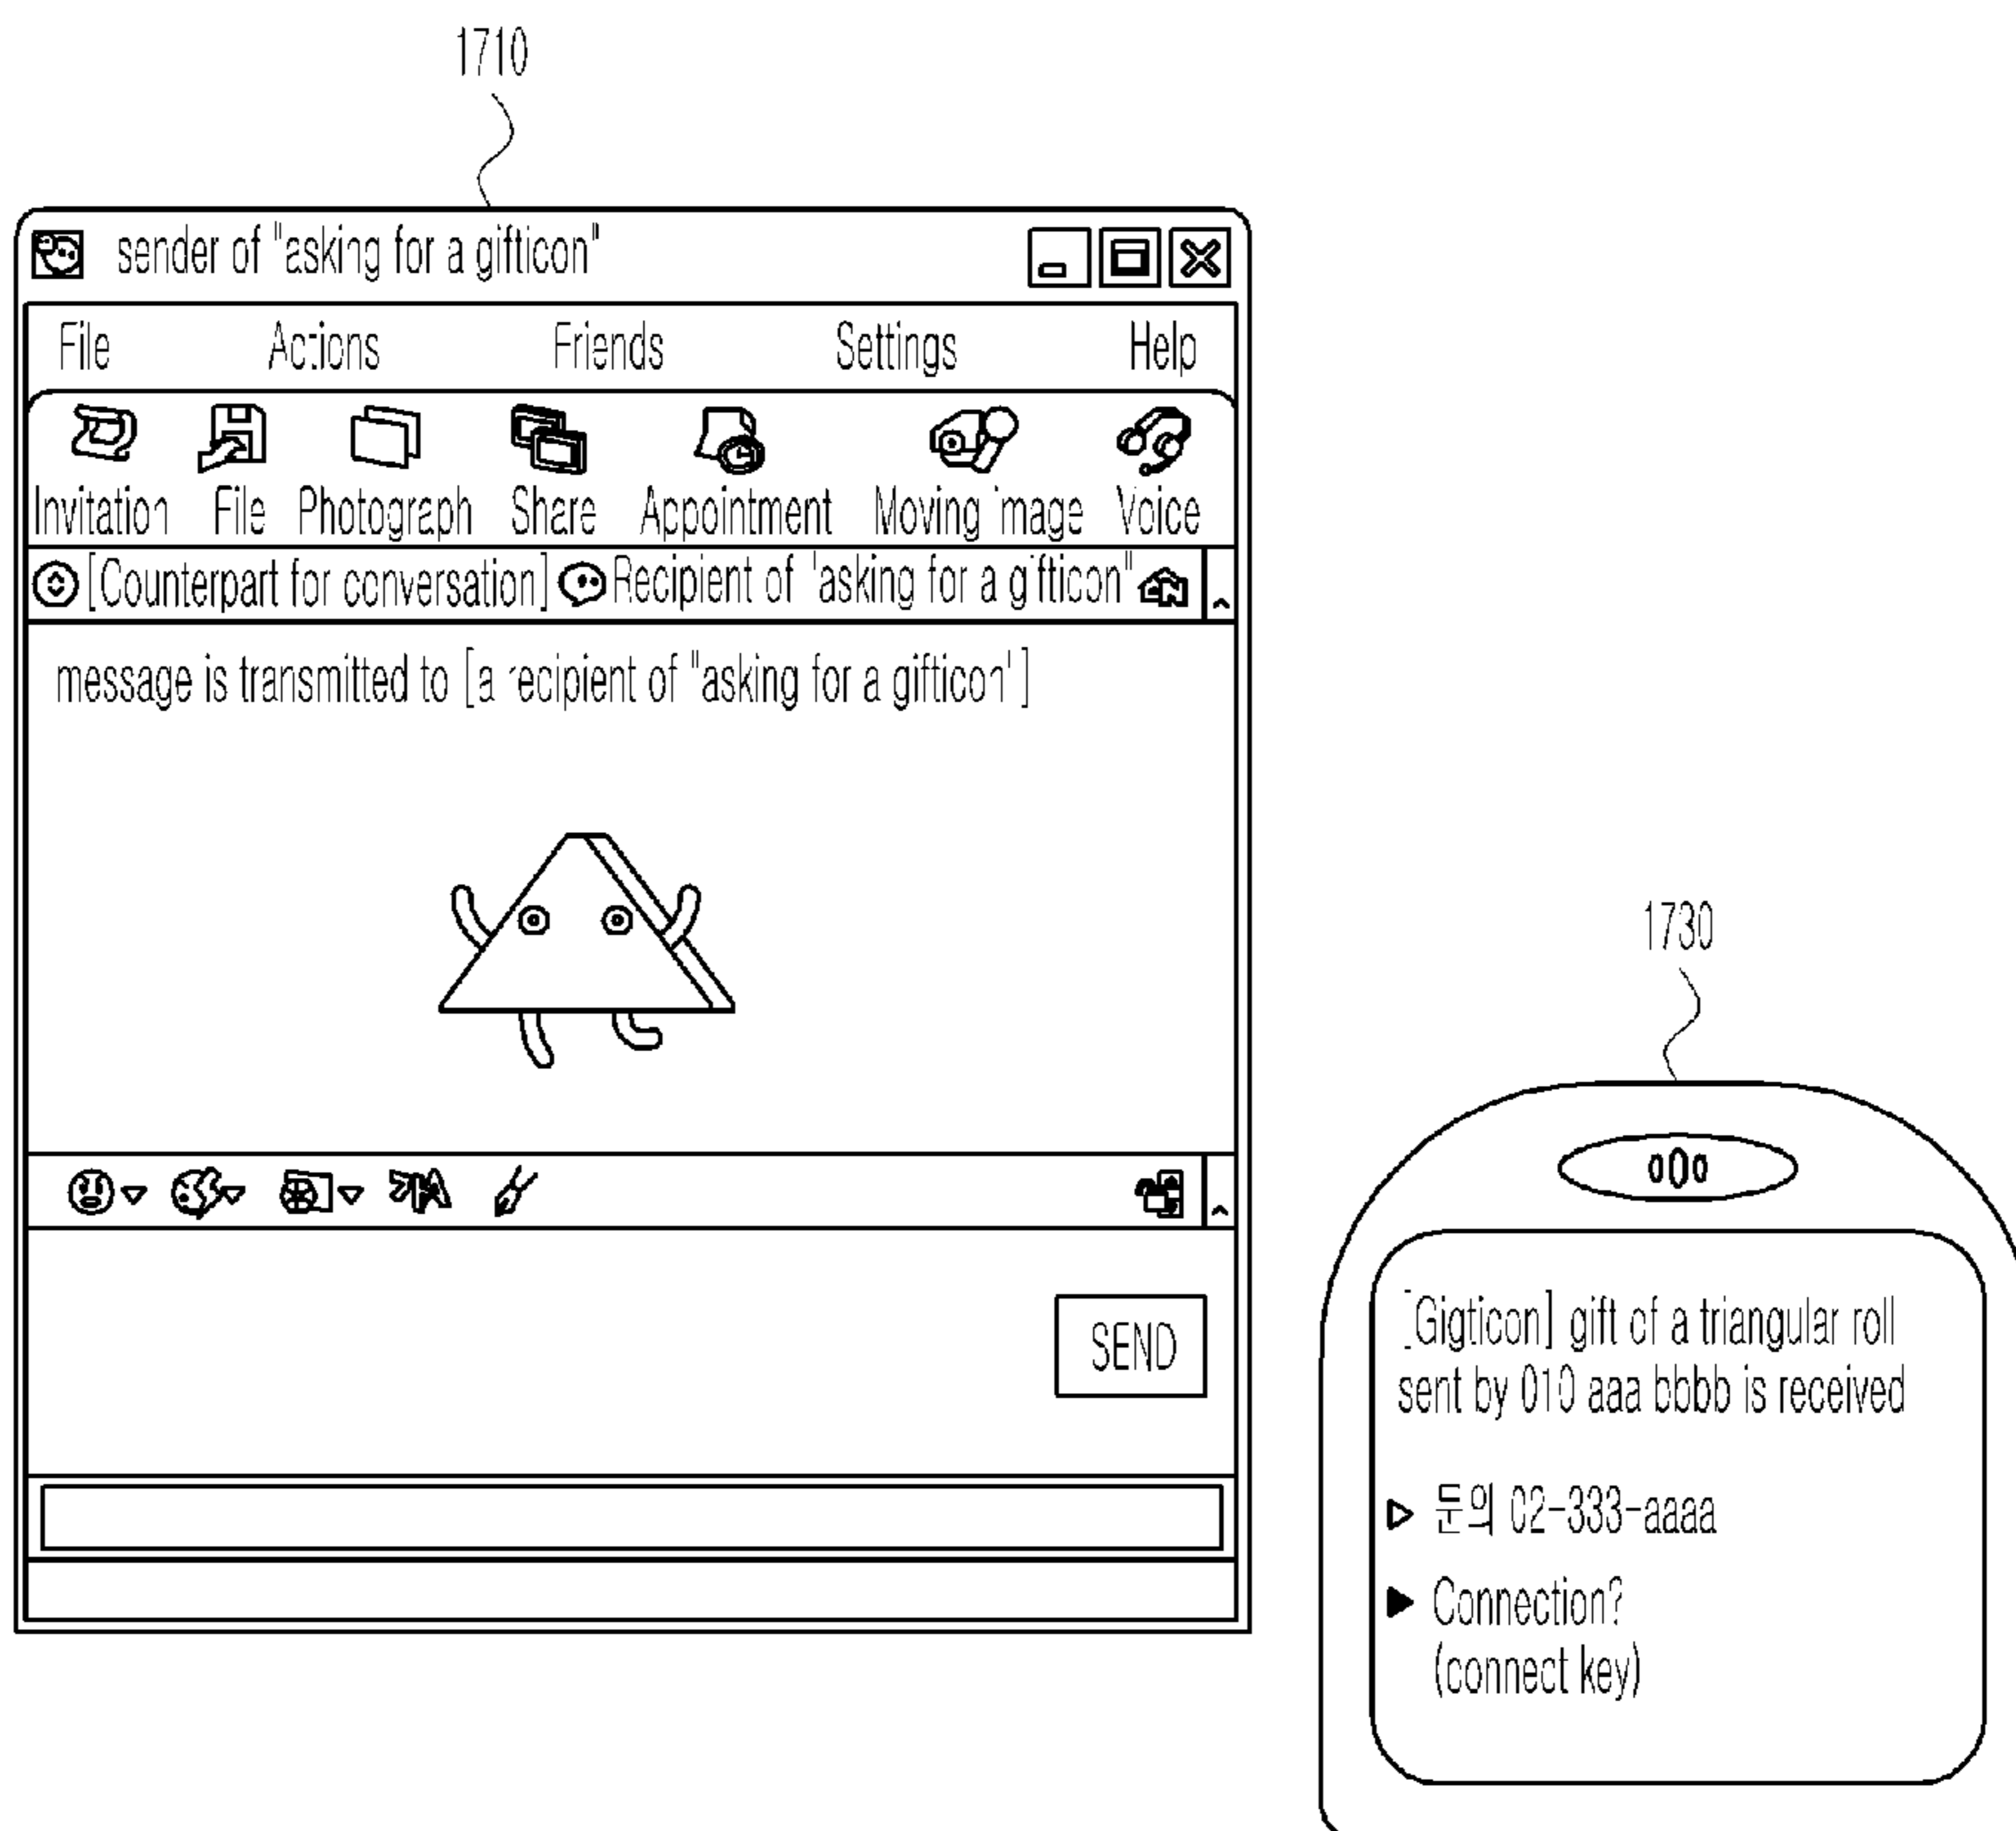 1710
sender of "asking for a gifticon"
File Actions Friends Settings Help
Invitation File Photograph Share Appointment Moving image Voice
[Counterpart for conversation] Recipient of "asking for a gifticon"
message is transmitted to [a recipient of "asking for a gifticon"]
SEND
1730
[Gigticon] gift of a triangular roll
sent by 010 aaa bbbb is received
문의 02-333-aaaa
Connection?
(connect key)